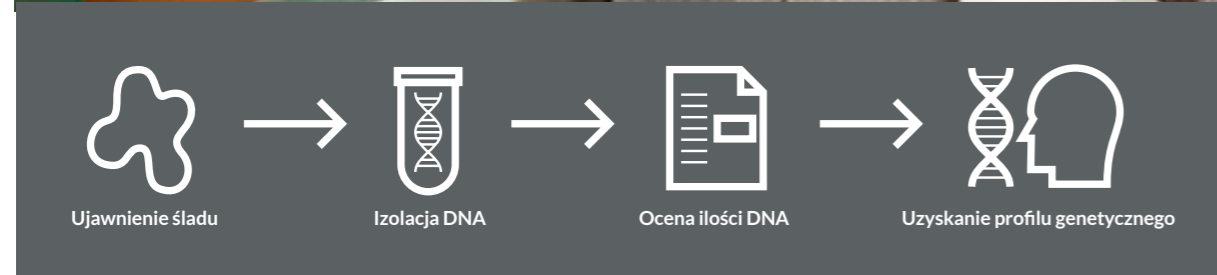 Ujawnienie śladu
Izolacja DNA
Ocena ilości DNA
Uzyskanie profilu genetycznego